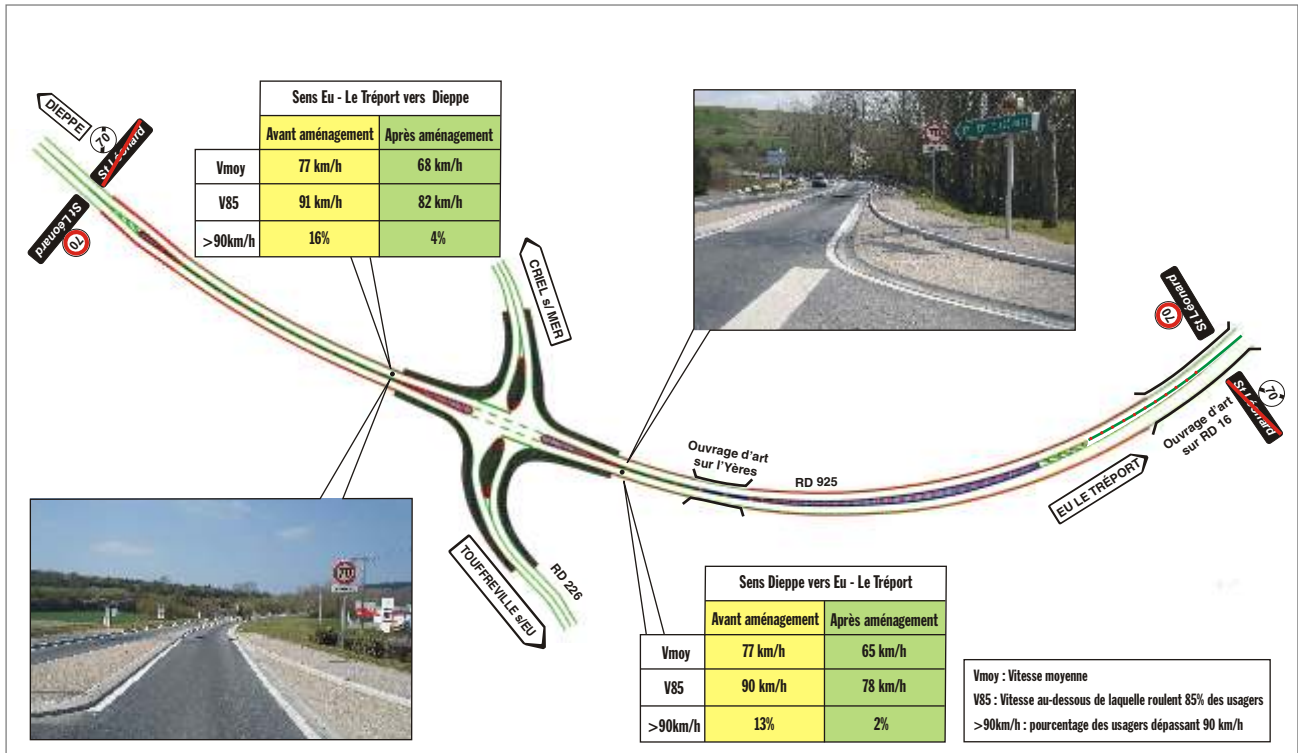 Sens Eu - Le Tréport vers Dieppe
Avant aménagement Après aménagement
Vmoy 77 km/h 68 km/h
V85 91 km/h 82 km/h
>90km/h 16% 4%
DIEPPE
70
St Léonard
St Léonard
70
CRIEL s/ MER
70
St Léonard
70
St Léonard
Ouvrage d'art
sur RD 16
Ouvrage d'art
sur l'Yères
RD 925
EU LE TRÉPORT
TOUFFREVILLE s/EU
RD 226
70
Sens Dieppe vers Eu - Le Tréport
Avant aménagement Après aménagement
Vmoy 77 km/h 65 km/h
V85 90 km/h 78 km/h
>90km/h 13% 2%
Vmoy : Vitesse moyenne
V85 : Vitesse au-dessous de laquelle roulent 85% des usagers
>90km/h : pourcentage des usagers dépassant 90 km/h